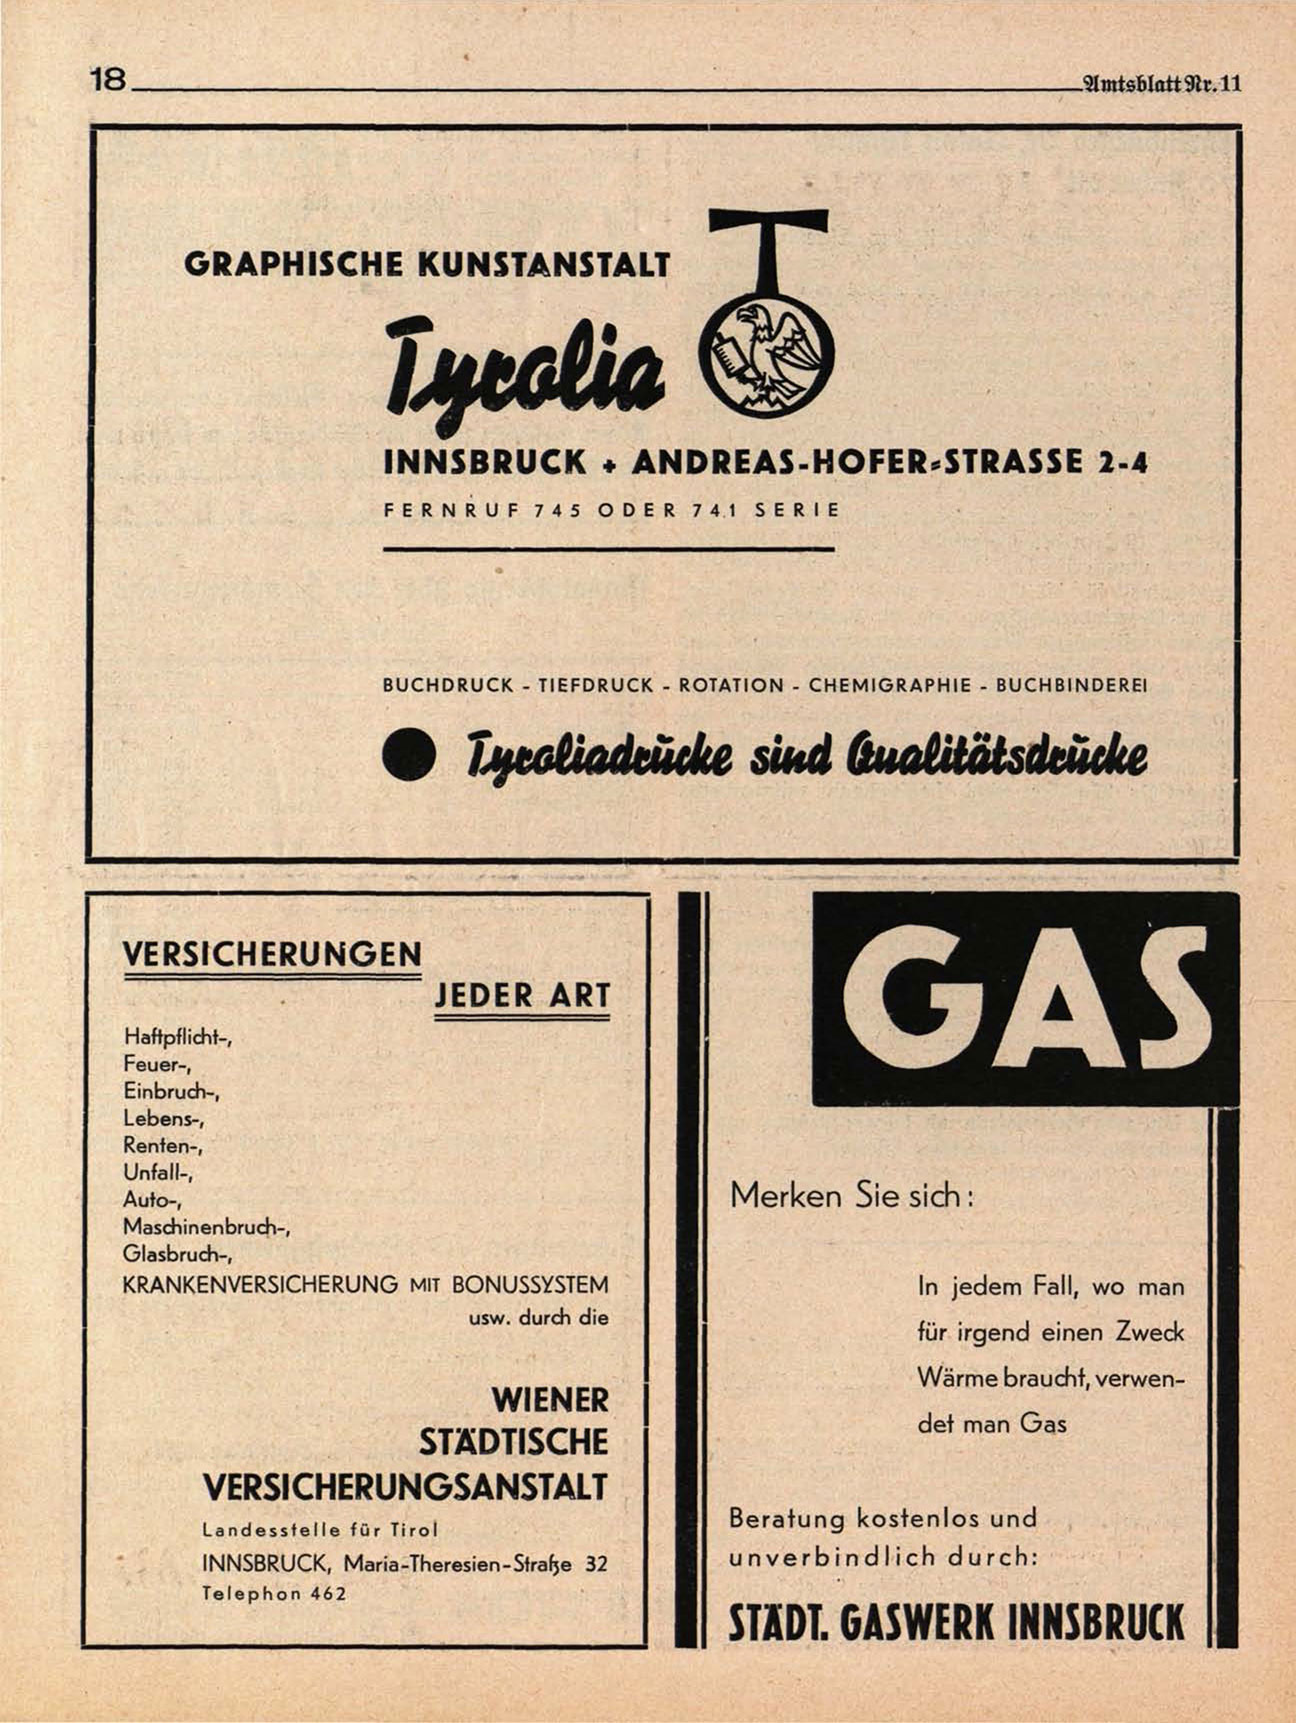 18
Amtsblatt Nr. 11
GRAPHISCHE KUNSTANSTALT
Tyrolia
INNSBRUCK + ANDREAS-HOFER-STRASSE 2-4
FERNRUF 745 ODER 741 SERIE
BUCHDRUCK - TIEFDRUCK - ROTATION - CHEMIGRAPHIE - BUCHBINDEREI
Tyroliadrucke sind Qualitätsdrucke
VERSICHERUNGEN
JEDER ART
Haftpflicht-,
Feuer-,
Einbruch-,
Lebens-,
Renten-,
Unfall-,
Auto-,
Maschinenbruch-,
Glasbruch-,
KRANKENVERSICHERUNG MIT BONUSSYSTEM
usw. durch die
WIENER
STÄDTISCHE
VERSICHERUNGSANSTALT
Landesstelle für Tirol
INNSBRUCK, Maria-Theresien-Straße 32
Telephon 462
GAS
Merken Sie sich:
In jedem Fall, wo man
für irgend einen Zweck
Wärme braucht, verwen-
det man Gas
Beratung kostenlos und
unverbindlich durch:
STÄDT. GASWERK INNSBRUCK